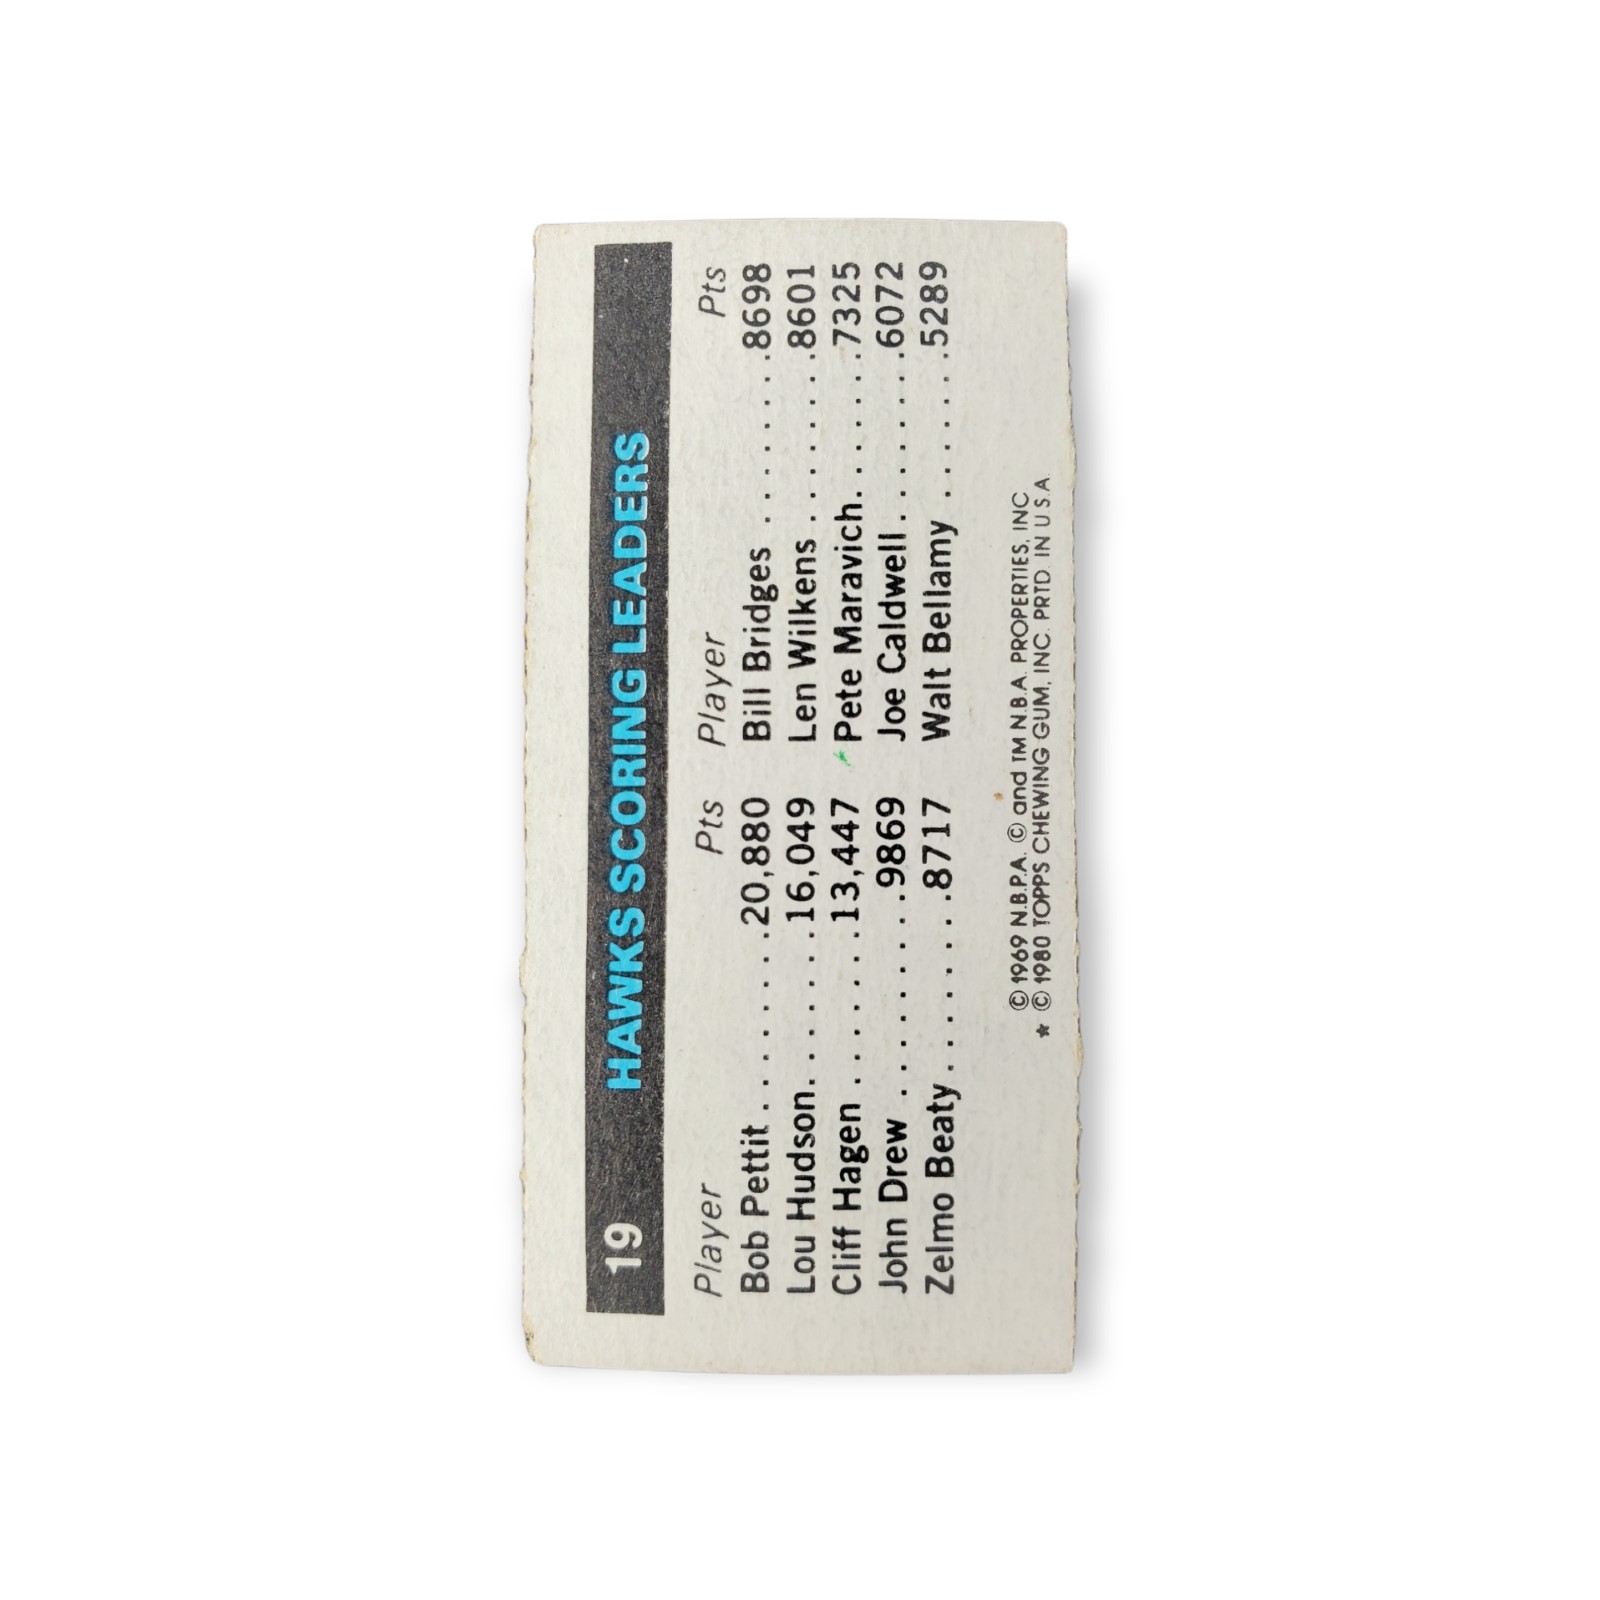 19 HAWKS SCORING LEADERS
Player Pts Player Pts
Bob Pettit . . . . . . . .20,880 Bill Bridges . . . . . . .8698
Lou Hudson. . . . . . .16,049 Len Wilkens . . . . . . .8601
Cliff Hagen . . . . . . .13,447 Pete Maravich. . . . . .7325
John Drew . . . . . . . . .9869 Joe Caldwell. . . . . . .6072
Zelmo Beaty. . . . . . . .8717 Walt Bellamy . . . . . .5289
© 1969 N.B.P.A. © and TM N.B.A. PROPERTIES, INC
* © 1980 TOPPS CHEWING GUM, INC. PRTD. IN U.S.A.